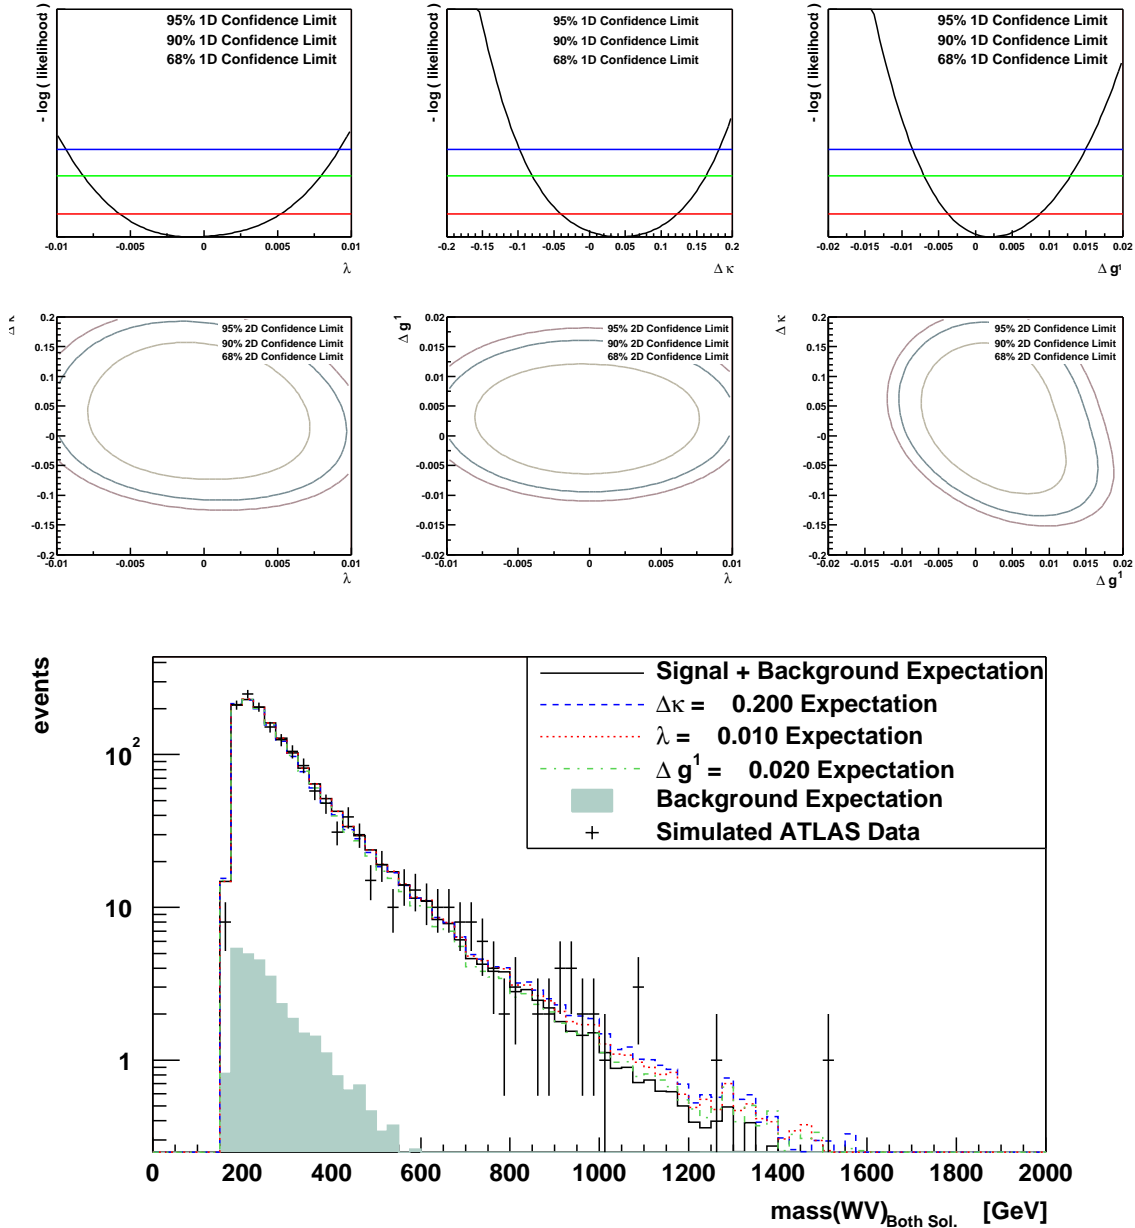 - log ( likelihood )
95% 1D Confidence Limit
90% 1D Confidence Limit
68% 1D Confidence Limit
-0.01 -0.005 0 0.005 0.01
λ
- log ( likelihood )
95% 1D Confidence Limit
90% 1D Confidence Limit
68% 1D Confidence Limit
-0.2 -0.15 -0.1 -0.05 0 0.05 0.1 0.15 0.2
Δ κ
- log ( likelihood )
95% 1D Confidence Limit
90% 1D Confidence Limit
68% 1D Confidence Limit
-0.02 -0.015 -0.01 -0.005 0 0.005 0.01 0.015 0.02
Δ g¹
Δ κ
95% 2D Confidence Limit
90% 2D Confidence Limit
68% 2D Confidence Limit
0.2
0.15
0.1
0.05
0
-0.05
-0.1
-0.15
-0.2
-0.01 -0.005 0 0.005 0.01
λ
Δ g¹
95% 2D Confidence Limit
90% 2D Confidence Limit
68% 2D Confidence Limit
0.02
0.015
0.01
0.005
0
-0.005
-0.01
-0.015
-0.02
-0.01 -0.005 0 0.005 0.01
λ
Δ κ
95% 2D Confidence Limit
90% 2D Confidence Limit
68% 2D Confidence Limit
0.2
0.15
0.1
0.05
0
-0.05
-0.1
-0.15
-0.2
-0.02 -0.015 -0.01 -0.005 0 0.005 0.01 0.015 0.02
Δ g¹
events
Signal + Background Expectation
Δκ = 0.200 Expectation
λ = 0.010 Expectation
Δ g¹ = 0.020 Expectation
Background Expectation
Simulated ATLAS Data
10²
10
1
0 200 400 600 800 1000 1200 1400 1600 1800 2000
mass(WV)Both Sol. [GeV]